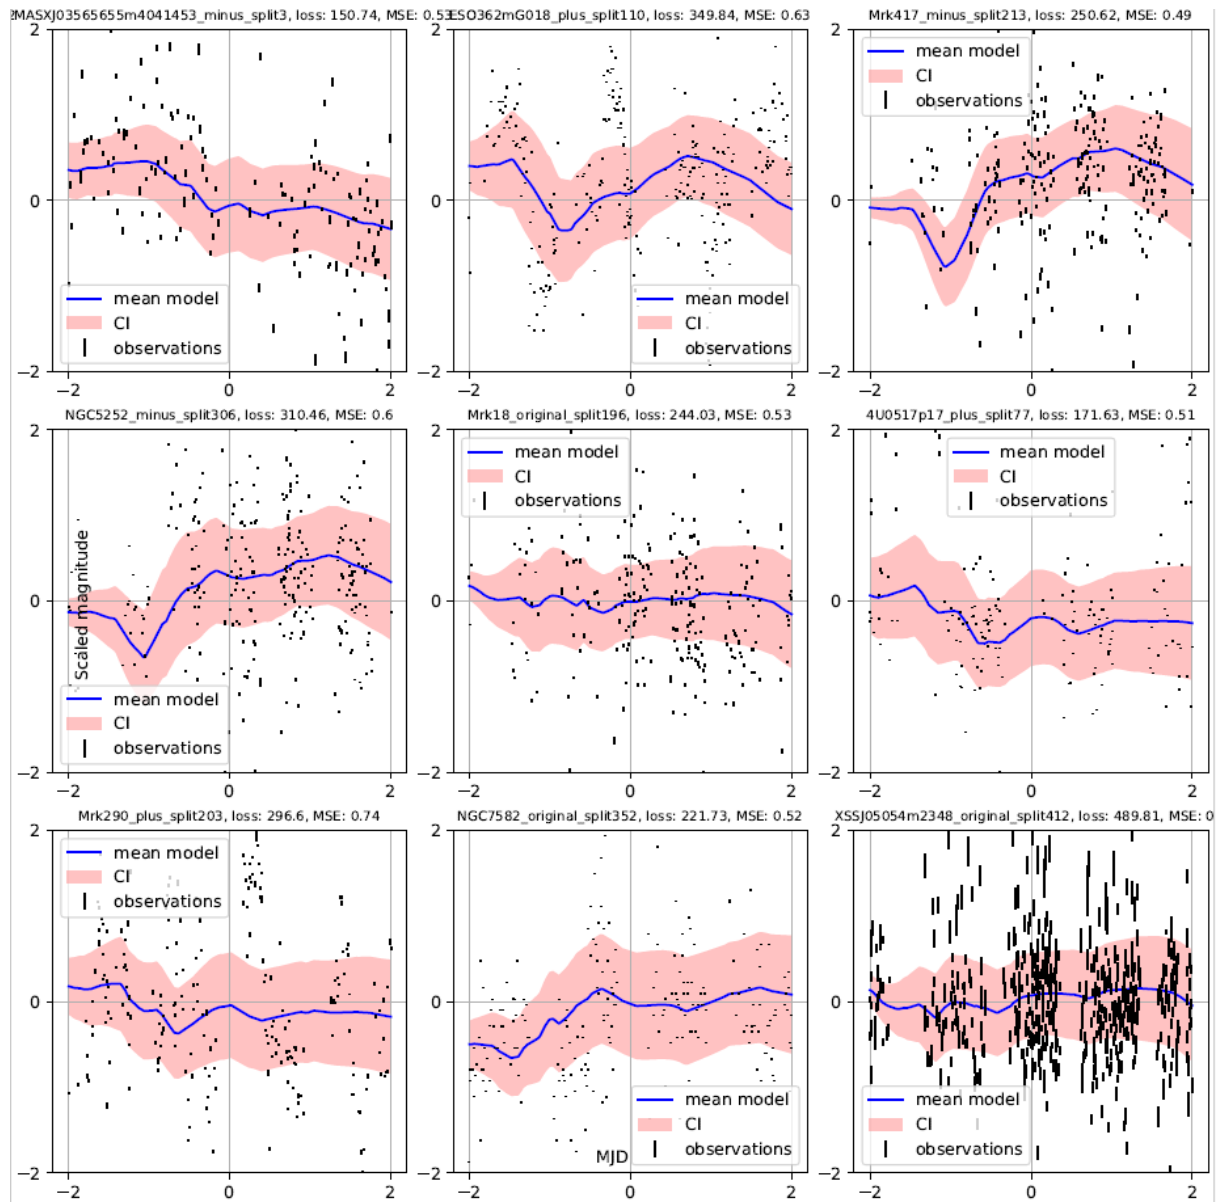 2MASXJ03565655m4041453_minus_split3, loss: 150.74, MSE: 0.53
ESO362mG018_plus_split110, loss: 349.84, MSE: 0.63
Mrk417_minus_split213, loss: 250.62, MSE: 0.49
2
0
−2
−2
0
2
mean model
CI
observations
2
0
−2
−2
0
2
mean model
CI
observations
2
0
−2
−2
0
2
mean model
CI
observations
NGC5252_minus_split306, loss: 310.46, MSE: 0.6
Mrk18_original_split196, loss: 244.03, MSE: 0.53
4U0517p17_plus_split77, loss: 171.63, MSE: 0.51
2
0
−2
−2
0
2
Scaled magnitude
mean model
CI
observations
2
0
−2
−2
0
2
mean model
CI
observations
2
0
−2
−2
0
2
mean model
CI
observations
Mrk290_plus_split203, loss: 296.6, MSE: 0.74
NGC7582_original_split352, loss: 221.73, MSE: 0.52
XSSJ05054m2348_original_split412, loss: 489.81, MSE: 0
2
0
−2
−2
0
2
mean model
CI
observations
2
0
−2
−2
0
2
mean model
CI
observations
MJD
2
0
−2
−2
0
2
mean model
CI
observations